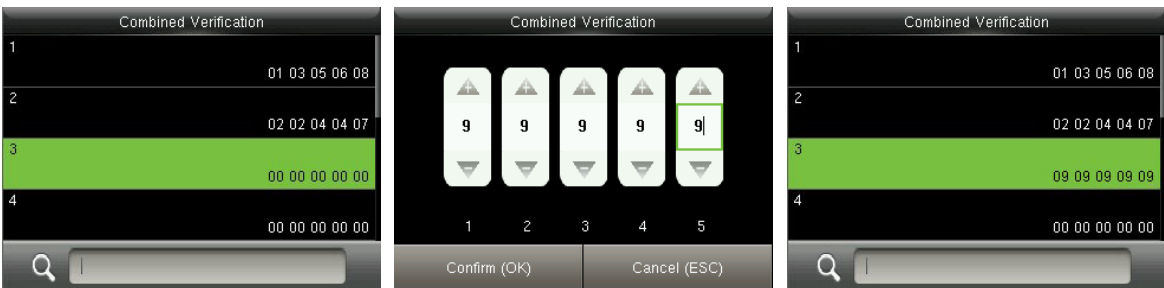 Combined Verification
1
01 03 05 06 08
2
02 02 04 04 07
3
00 00 00 00 00
4
00 00 00 00 00
Combined Verification
9 9 9 9 9
1 2 3 4 5
Confirm (OK) Cancel (ESC)
Combined Verification
1
01 03 05 06 08
2
02 02 04 04 07
3
09 09 09 09 09
4
00 00 00 00 00